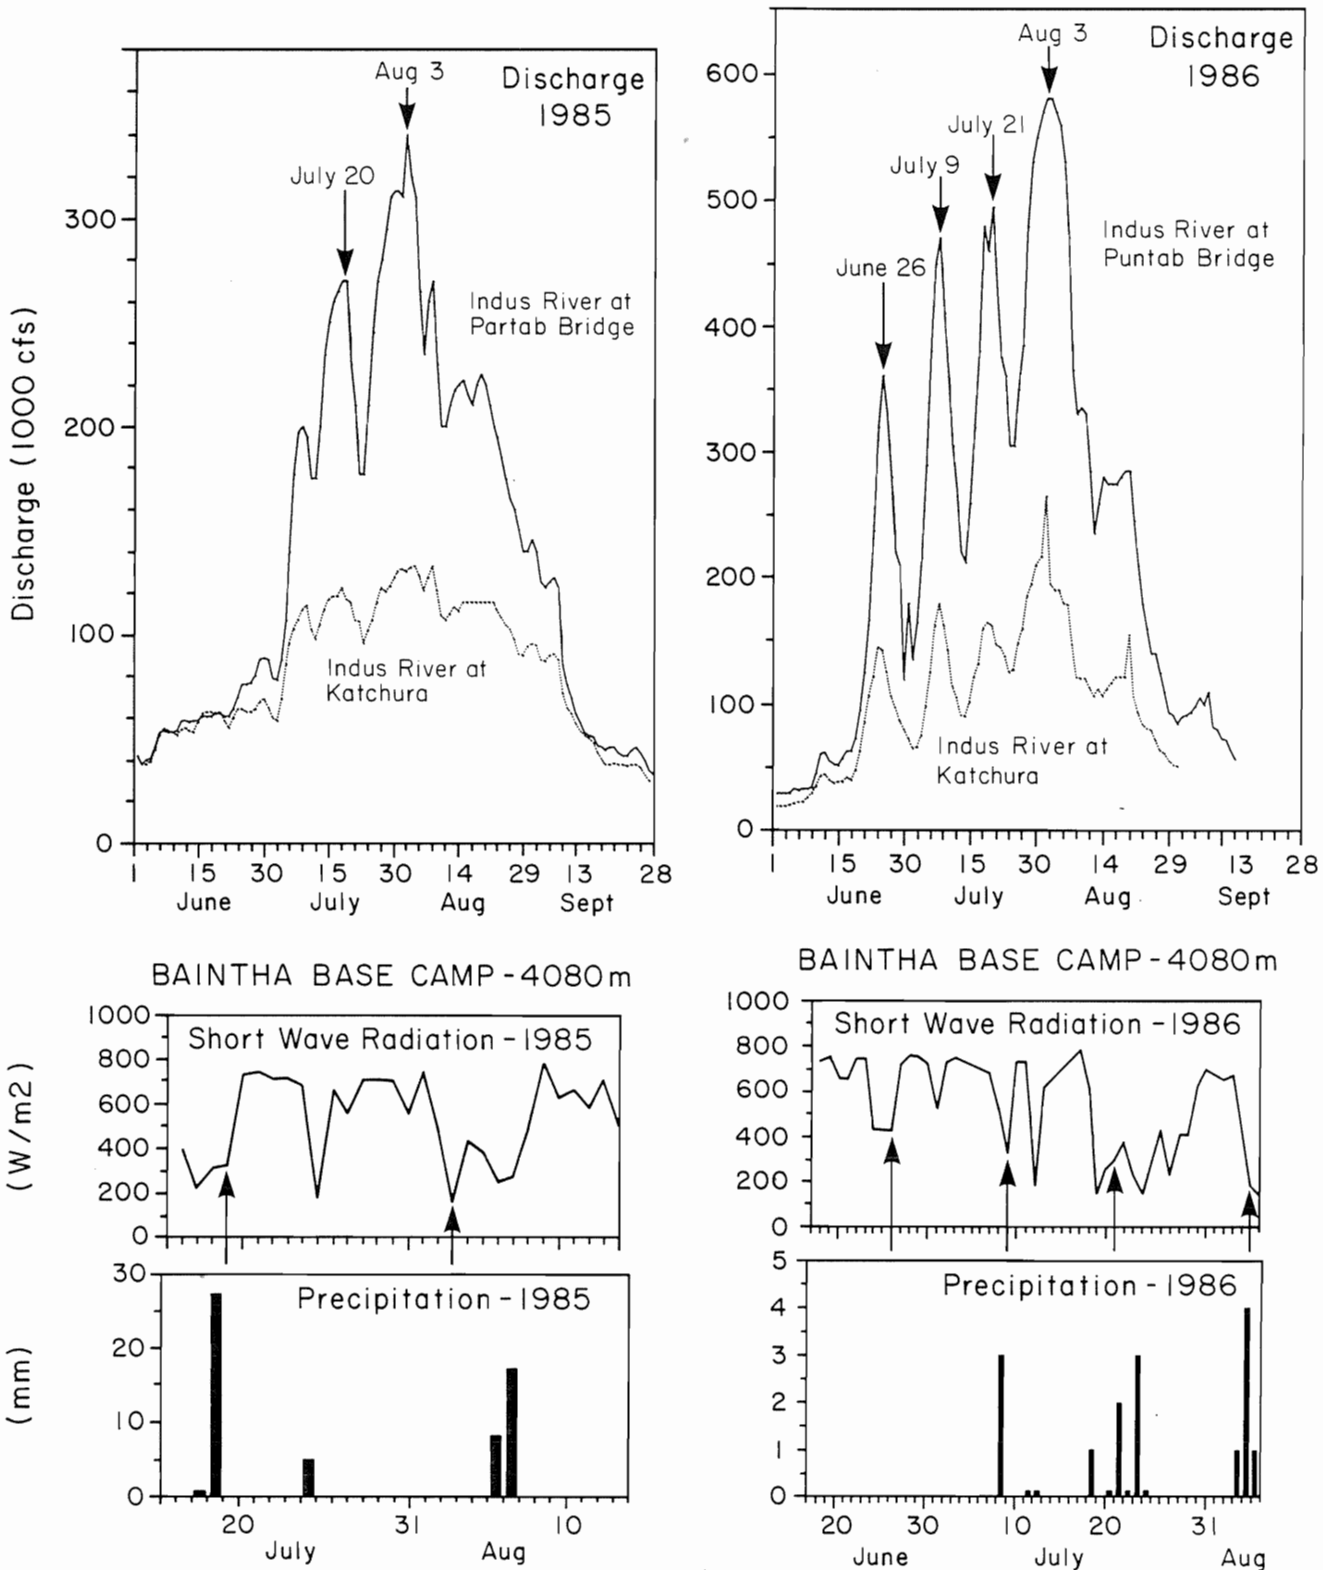 Discharge
1985
Aug 3
July 20
300
200
100
0
Discharge (1000 cfs)
Indus River at
Partab Bridge
Indus River at
Katchura
1 15 30 15 30 14 29 13 28
June July Aug Sept
Discharge
1986
Aug 3
July 21
July 9
June 26
600
500
400
300
200
100
0
Indus River at
Puntab Bridge
Indus River at
Katchura
1 15 30 15 30 14 29 13 28
June July Aug Sept
BAINTHA BASE CAMP-4080m
Short Wave Radiation-1985
1000
800
600
400
200
0
(W/m2)
Precipitation-1985
30
20
10
0
(mm)
20 31 10
July Aug
BAINTHA BASE CAMP-4080m
Short Wave Radiation-1986
1000
800
600
400
200
0
Precipitation-1986
5
4
3
2
1
0
20 30 10 20 31
June July Aug